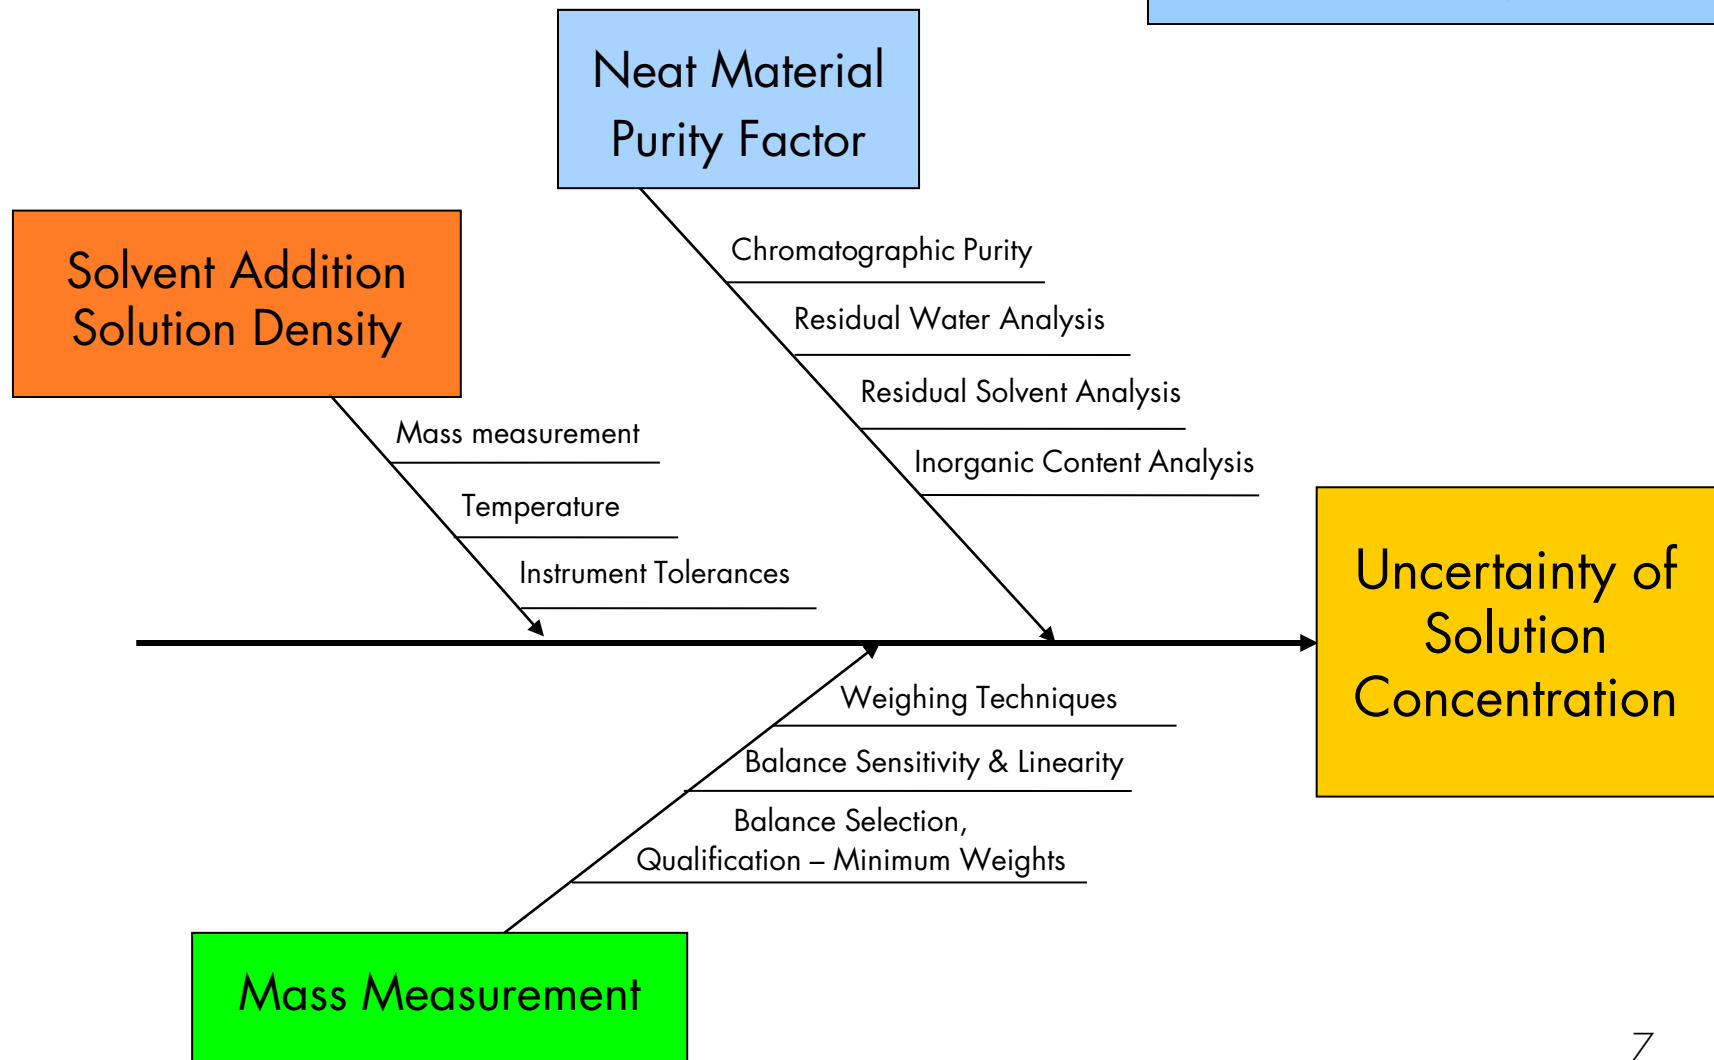 Neat Material
Purity Factor
Solvent Addition
Solution Density
Chromatographic Purity
Residual Water Analysis
Residual Solvent Analysis
Inorganic Content Analysis
Mass measurement
Temperature
Instrument Tolerances
Uncertainty of
Solution
Concentration
Weighing Techniques
Balance Sensitivity & Linearity
Balance Selection,
Qualification – Minimum Weights
Mass Measurement
7